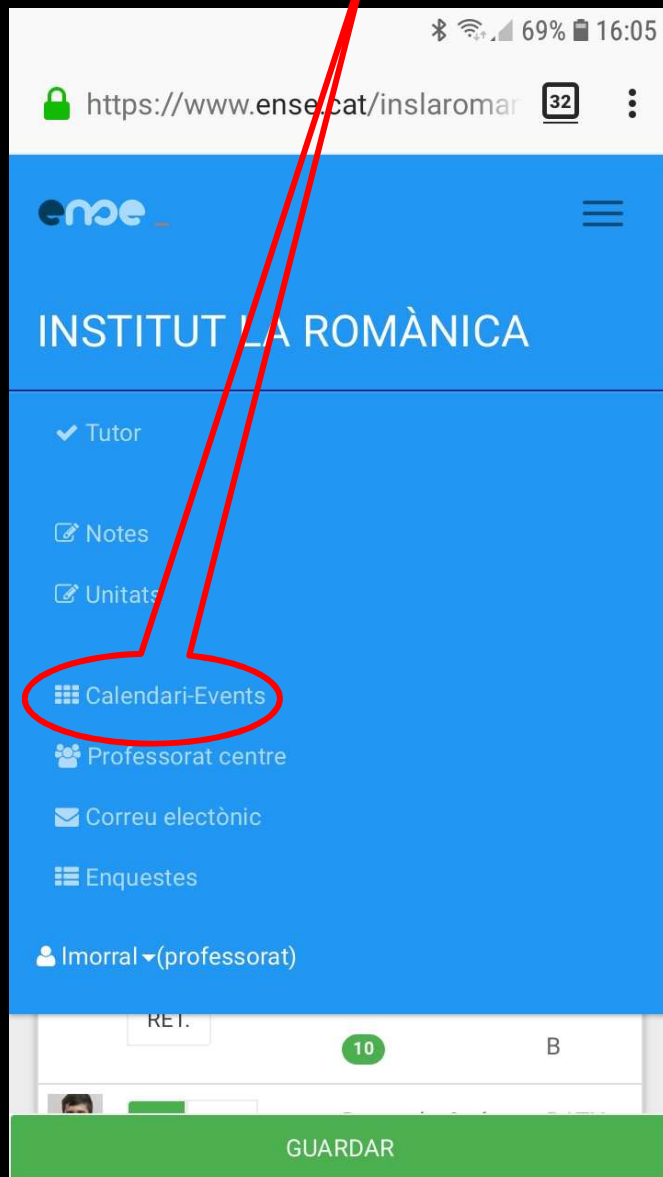 69% 16:05
https://www.ense.cat/inslaromar 32
ense_
INSTITUT LA ROMÀNICA
Tutor
Notes
Unitats
Calendari-Events
Professorat centre
Correu electònic
Enquestes
lmorral (professorat)
RET.
10 B
GUARDAR